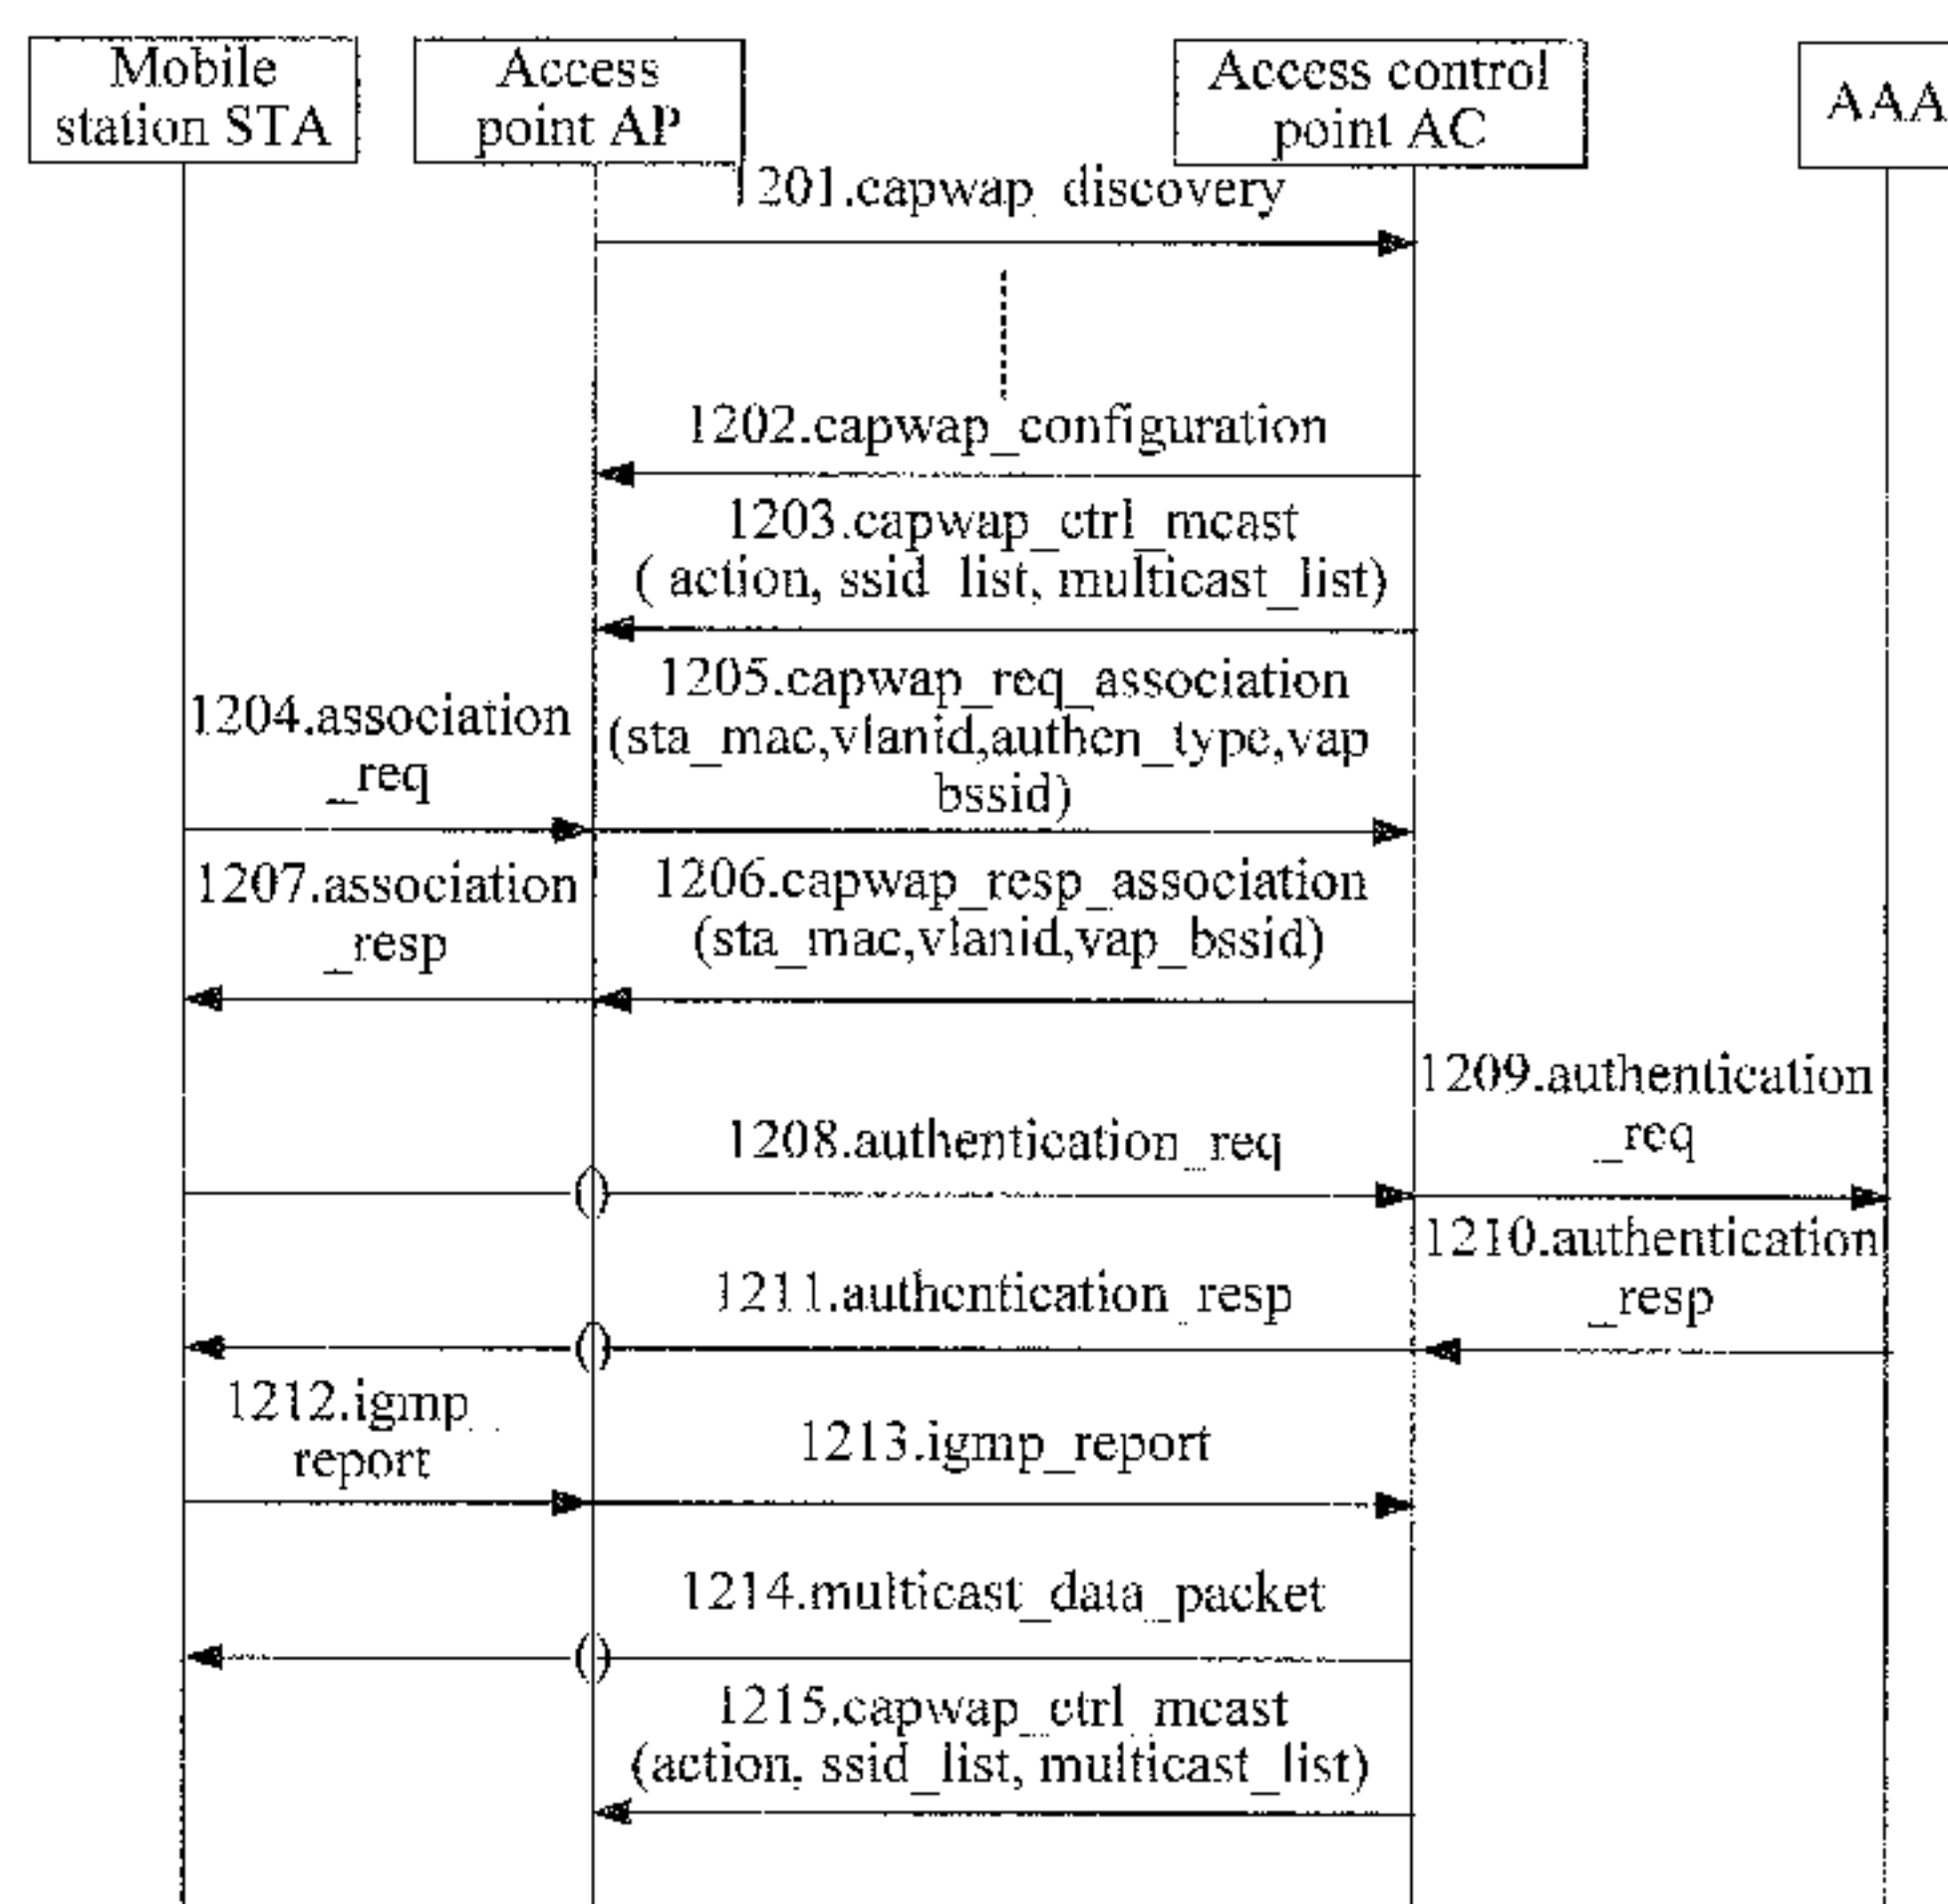 Mobile
station STA
Access
point AP
Access control
point AC
AAA
1201.capwap_discovery
1202.capwap_configuration
1203.capwap_ctrl_mcast
( action, ssid_list, multicast_list)
1204.association
_req
1205.capwap_req_association
(sta_mac,vlanid,authen_type,vap
bssid)
1207.association
_resp
1206.capwap_resp_association
(sta_mac,vlanid,vap_bssid)
1209.authentication
_req
1208.authentication_req
1210.authentication
_resp
1211.authentication_resp
1212.igmp_
report
1213.igmp_report
1214.multicast_data_packet
1215.capwap_ctrl_mcast
(action, ssid_list, multicast_list)